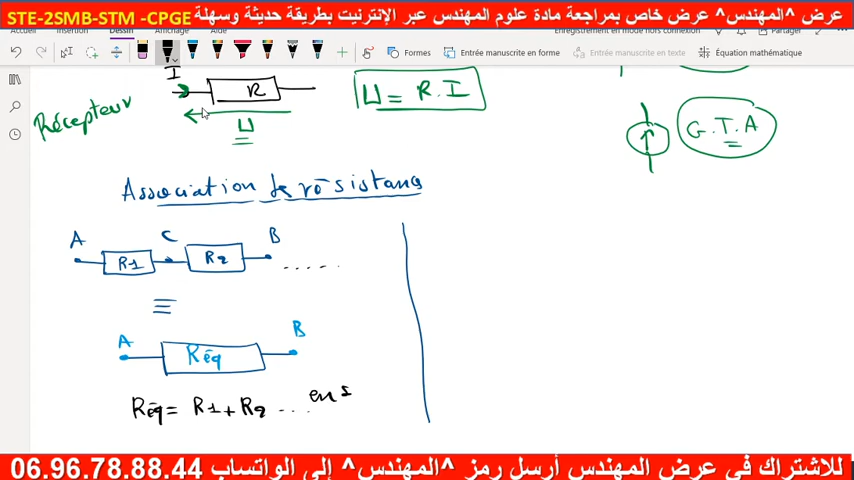 عرض ^المهندس^ عرض خاص بمراجعة مادة علوم المهندس عبر الإنترنيت بطريقة حديثة وسهلة STE-2SMB-STM -CPGE
Accueil Insertion Dessin Affichage Enregistrement en mode hors connexion Partager
Formes Entrée manuscrite en forme Entrée manuscrite en texte Équation mathématique
I
R
U = R.I
Récepteur
U
G.T.A
Association de résistance
A C B
R1 R2 ......
≡
A B
Réq
Réq = R1 + R2 ... en s
للاشتراك في عرض المهندس أرسل رمز ^المهندس^ إلى الواتساب 06.96.78.88.44